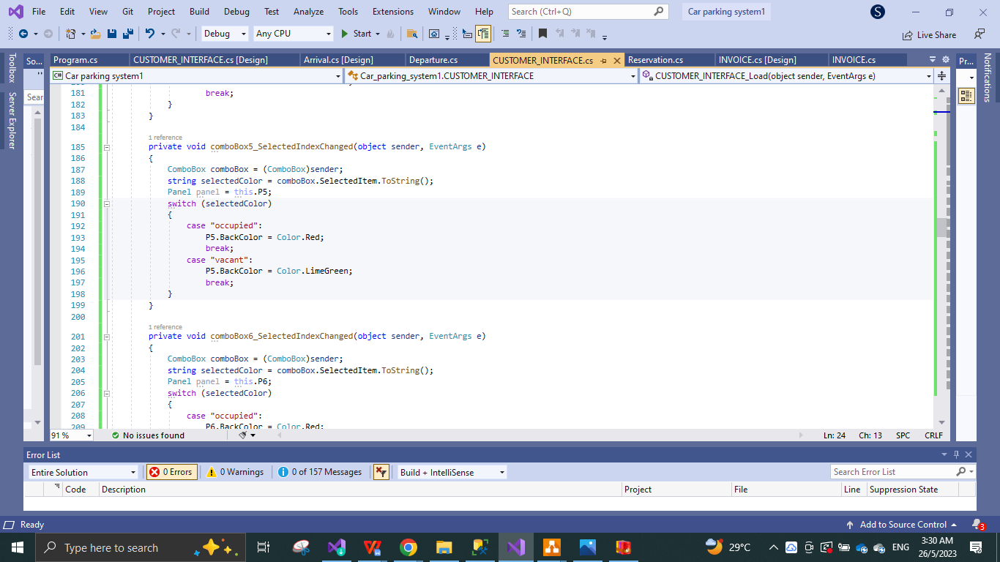 File Edit View Git Project Build Debug Test Analyze Tools Extensions Window Help Search (Ctrl+Q) Car parking system1 S
Debug Any CPU Start Live Share
Toolbox
Server Explorer
So...
Sear
Program.cs CUSTOMER_INTERFACE.cs [Design] Arrival.cs [Design] Departure.cs CUSTOMER_INTERFACE.cs Reservation.cs INVOICE.cs [Design] INVOICE.cs
Pr...
Notifications
C# Car parking system1 Car_parking_system1.CUSTOMER_INTERFACE CUSTOMER_INTERFACE_Load(object sender, EventArgs e)
181 break;
182 }
183 }
184
1 reference
185 private void comboBox5_SelectedIndexChanged(object sender, EventArgs e)
186 {
187 ComboBox comboBox = (ComboBox)sender;
188 string selectedColor = comboBox.SelectedItem.ToString();
189 Panel panel = this.P5;
190 switch (selectedColor)
191 {
192 case "occupied":
193 P5.BackColor = Color.Red;
194 break;
195 case "vacant":
196 P5.BackColor = Color.LimeGreen;
197 break;
198 }
199 }
200
1 reference
201 private void comboBox6_SelectedIndexChanged(object sender, EventArgs e)
202 {
203 ComboBox comboBox = (ComboBox)sender;
204 string selectedColor = comboBox.SelectedItem.ToString();
205 Panel panel = this.P6;
206 switch (selectedColor)
207 {
208 case "occupied":
209 P6.BackColor = Color.Red;
91 % No issues found Ln: 24 Ch: 13 SPC CRLF
Error List
Entire Solution 0 Errors 0 Warnings 0 of 157 Messages Build + IntelliSense Search Error List
Code Description Project File Line Suppression State
Ready Add to Source Control 3
Type here to search 29°C ENG 3:30 AM
26/5/2023